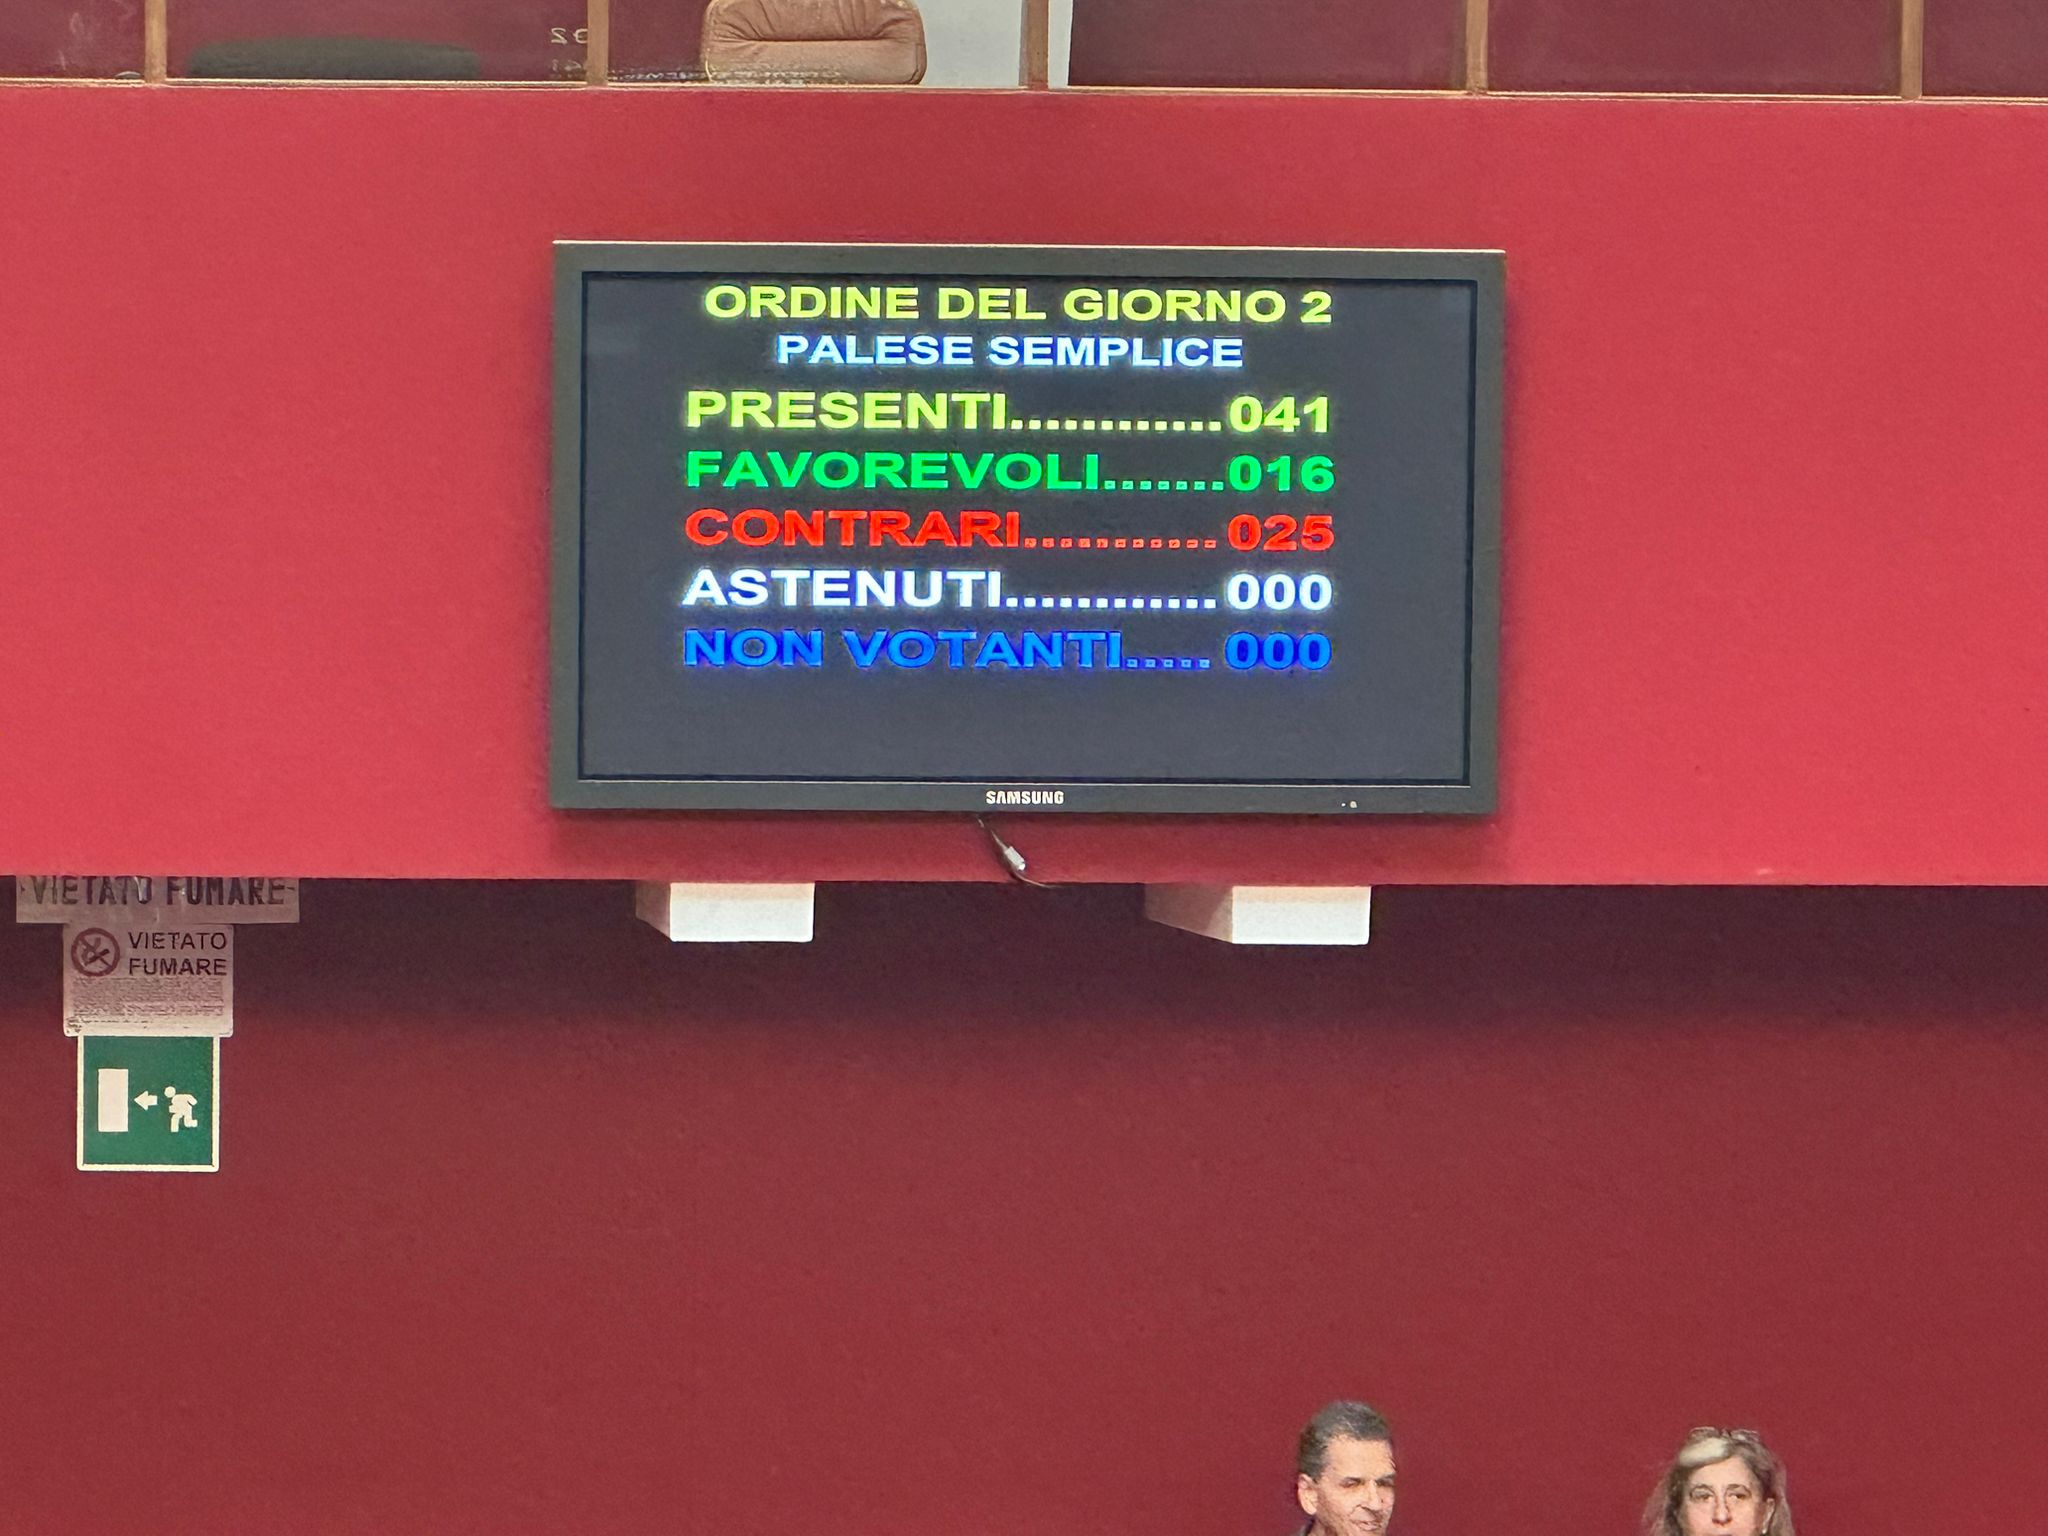 ORDINE DEL GIORNO 2
PALESE SEMPLICE
PRESENTI............041
FAVOREVOLI.......016
CONTRARI...........025
ASTENUTI............000
NON VOTANTI.....000
SAMSUNG
VIETATO FUMARE
VIETATO
FUMARE